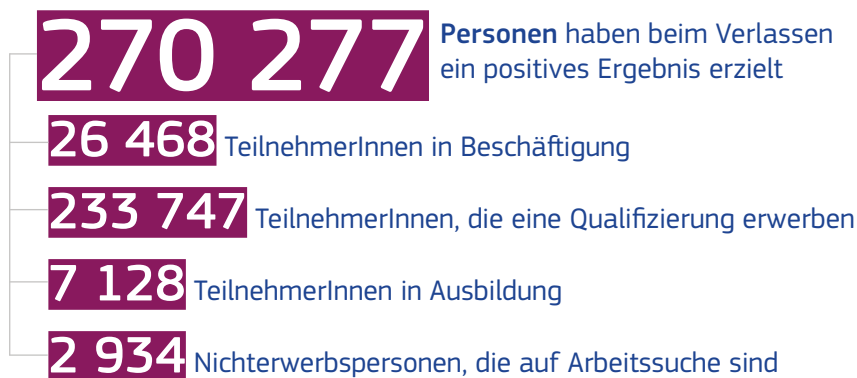 270 277 Personen haben beim Verlassen
ein positives Ergebnis erzielt
26 468 TeilnehmerInnen in Beschäftigung
233 747 TeilnehmerInnen, die eine Qualifizierung erwerben
7 128 TeilnehmerInnen in Ausbildung
2 934 Nichterwerbspersonen, die auf Arbeitssuche sind